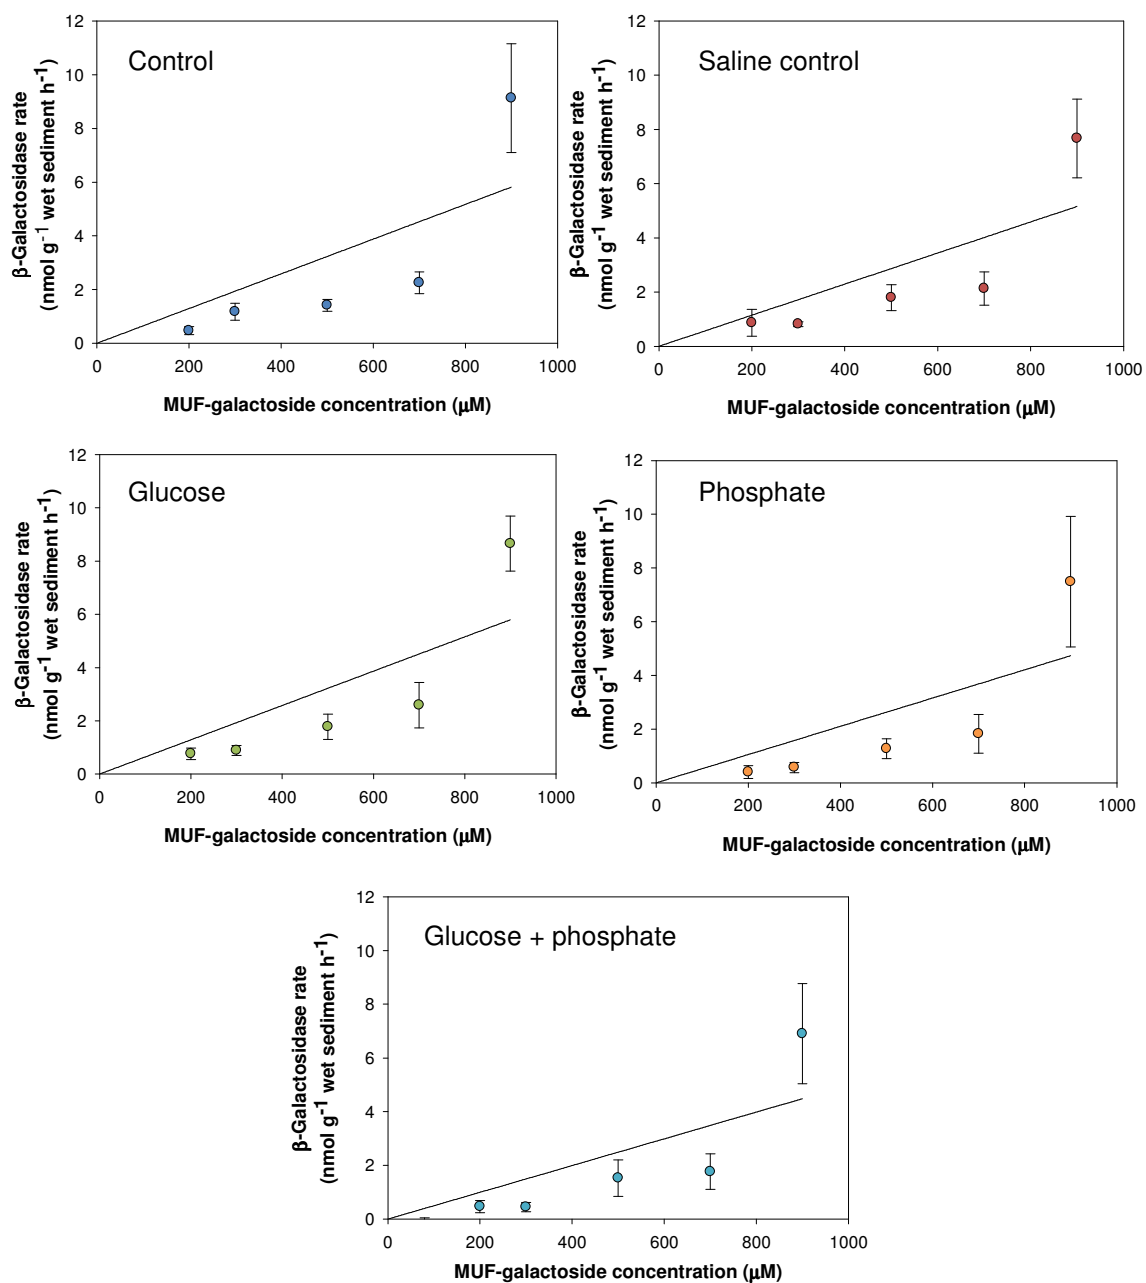 Control
β-Galactosidase rate
(nmol g⁻¹ wet sediment h⁻¹)
12
10
8
6
4
2
0
0 200 400 600 800 1000
MUF-galactoside concentration (μM)
Saline control
β-Galactosidase rate
(nmol g⁻¹ wet sediment h⁻¹)
12
10
8
6
4
2
0
0 200 400 600 800 1000
MUF-galactoside concentration (μM)
Glucose
β-Galactosidase rate
(nmol g⁻¹ wet sediment h⁻¹)
12
10
8
6
4
2
0
0 200 400 600 800 1000
MUF-galactoside concentration (μM)
Phosphate
β-Galactosidase rate
(nmol g⁻¹ wet sediment h⁻¹)
12
10
8
6
4
2
0
0 200 400 600 800 1000
MUF-galactoside concentration (μM)
Glucose + phosphate
β-Galactosidase rate
(nmol g⁻¹ wet sediment h⁻¹)
12
10
8
6
4
2
0
0 200 400 600 800 1000
MUF-galactoside concentration (μM)